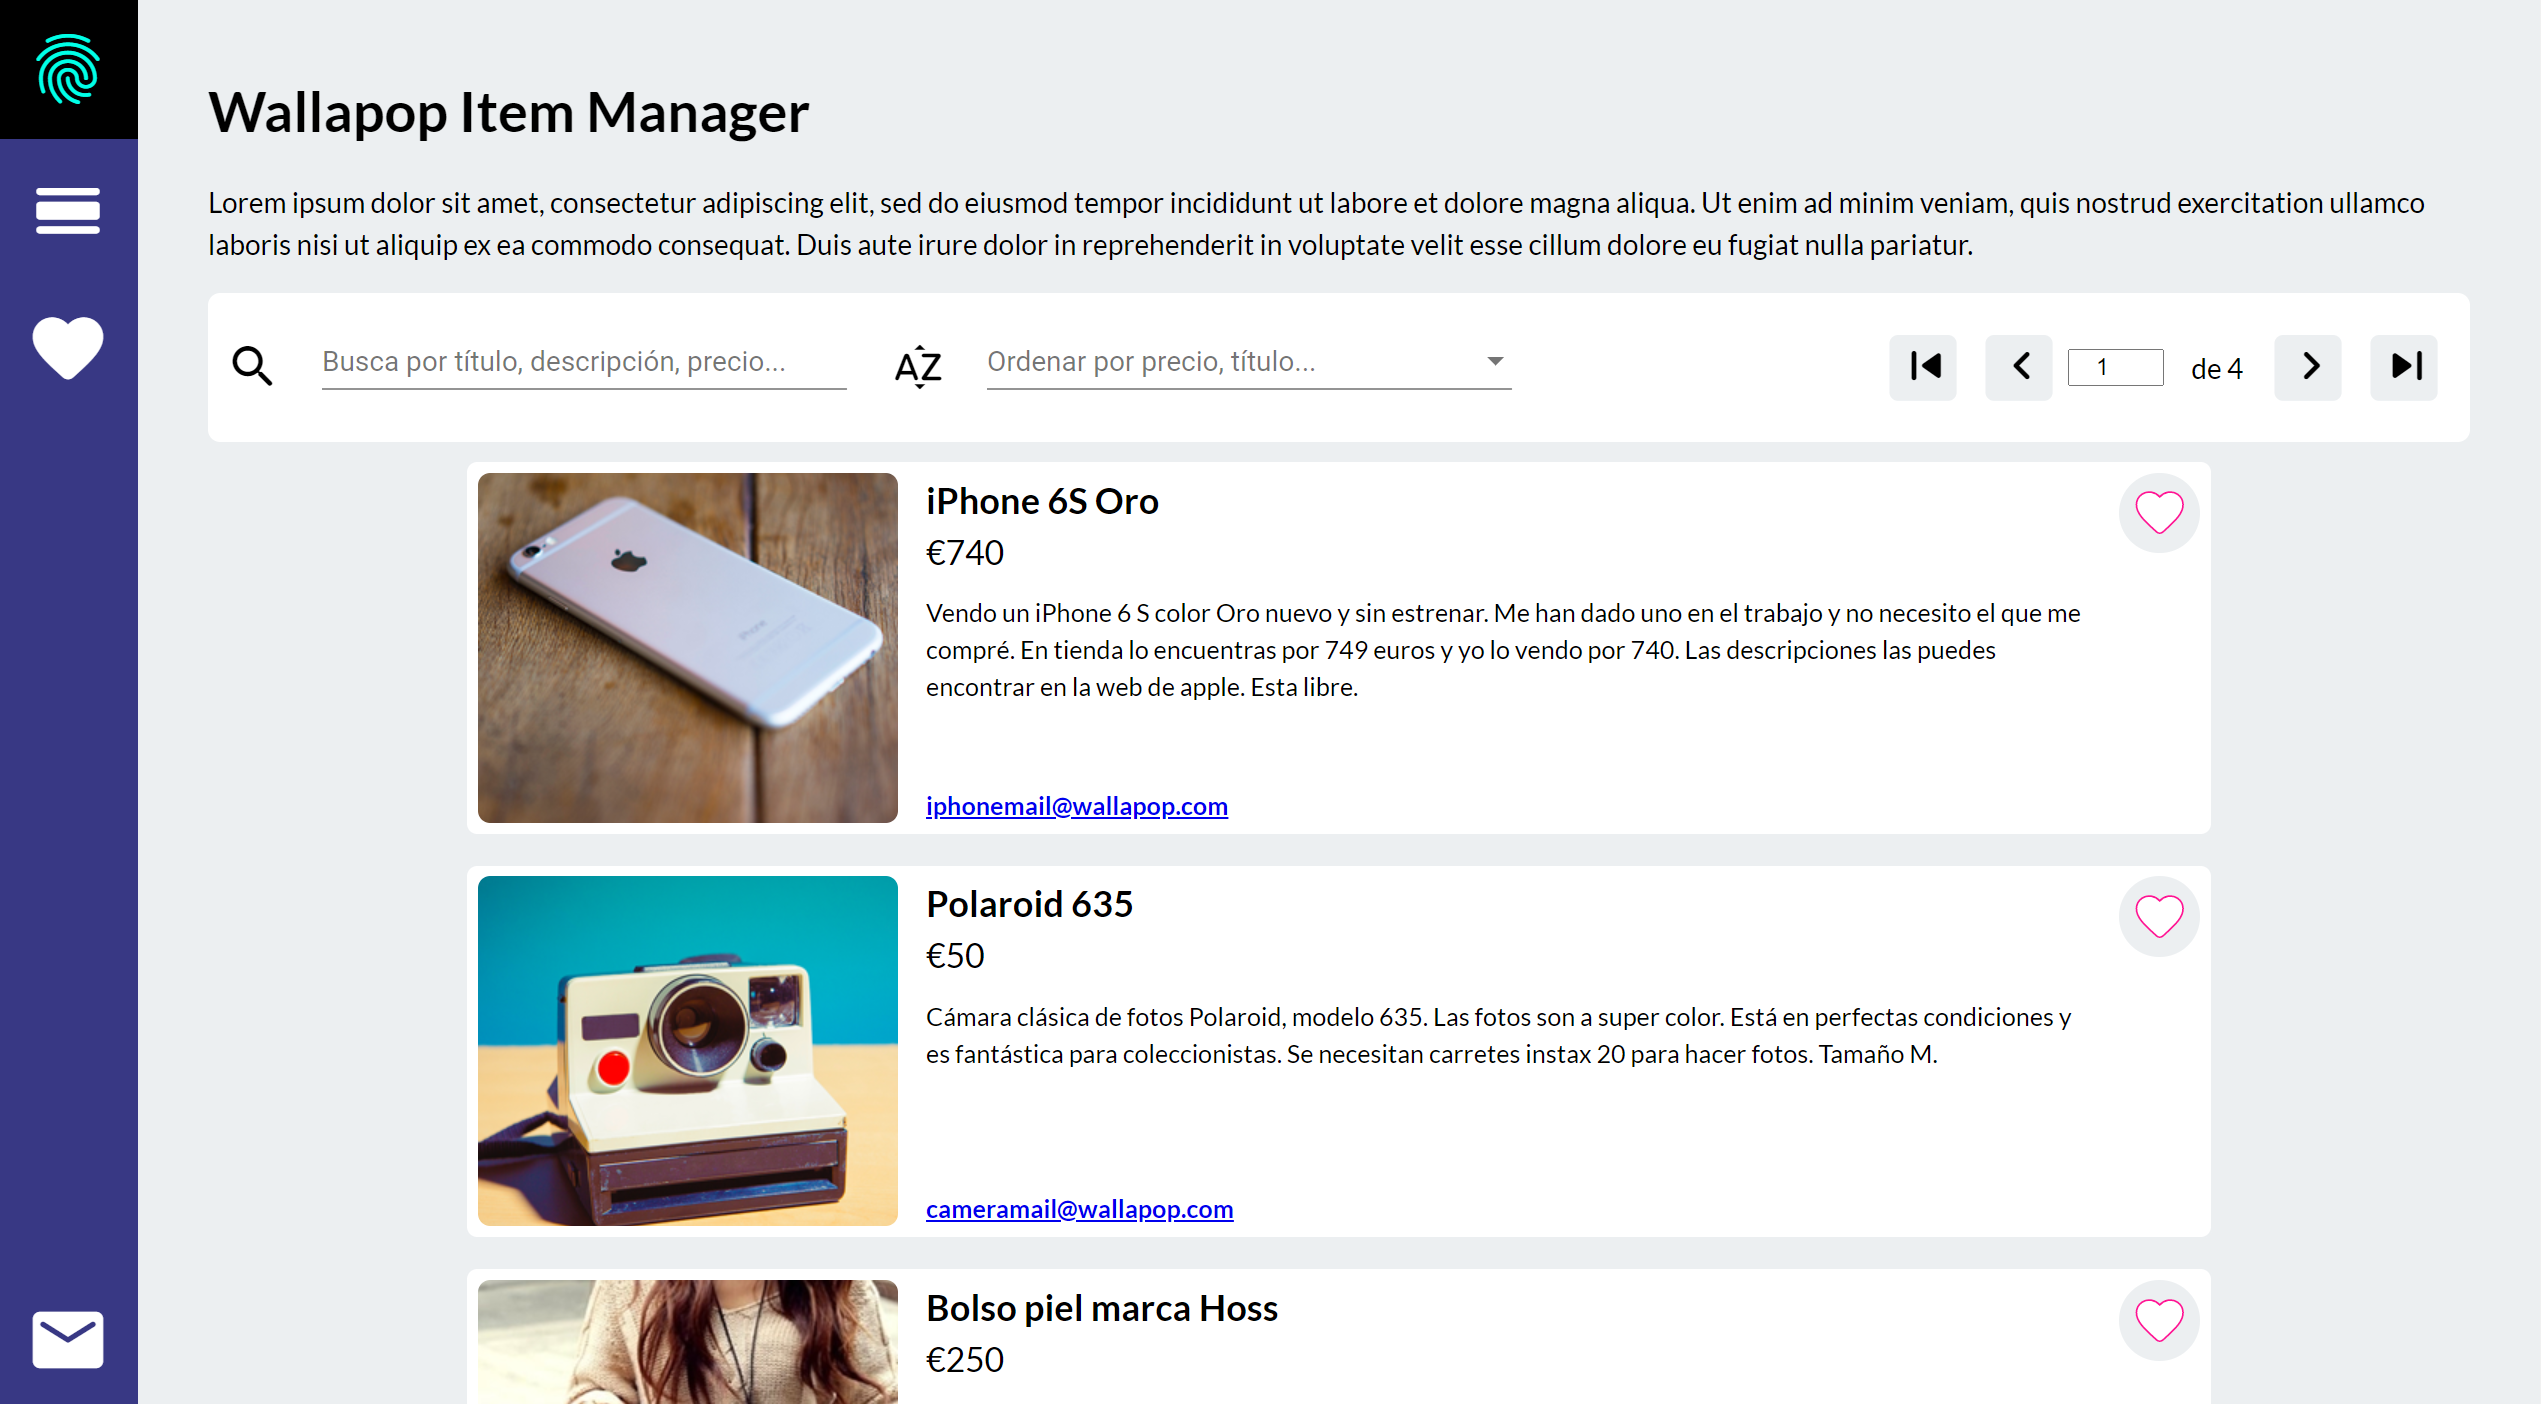 Wallapop Item Manager
Lorem ipsum dolor sit amet, consectetur adipiscing elit, sed do eiusmod tempor incididunt ut labore et dolore magna aliqua. Ut enim ad minim veniam, quis nostrud exercitation ullamco
laboris nisi ut aliquip ex ea commodo consequat. Duis aute irure dolor in reprehenderit in voluptate velit esse cillum dolore eu fugiat nulla pariatur.
Busca por título, descripción, precio... AZ Ordenar por precio, título... 1 de 4
iPhone 6S Oro
€740
Vendo un iPhone 6 S color Oro nuevo y sin estrenar. Me han dado uno en el trabajo y no necesito el que me
compré. En tienda lo encuentras por 749 euros y yo lo vendo por 740. Las descripciones las puedes
encontrar en la web de apple. Esta libre.
iPhone
iphonemail@wallapop.com
Polaroid 635
€50
Cámara clásica de fotos Polaroid, modelo 635. Las fotos son a super color. Está en perfectas condiciones y
es fantástica para coleccionistas. Se necesitan carretes instax 20 para hacer fotos. Tamaño M.
cameramail@wallapop.com
Bolso piel marca Hoss
€250